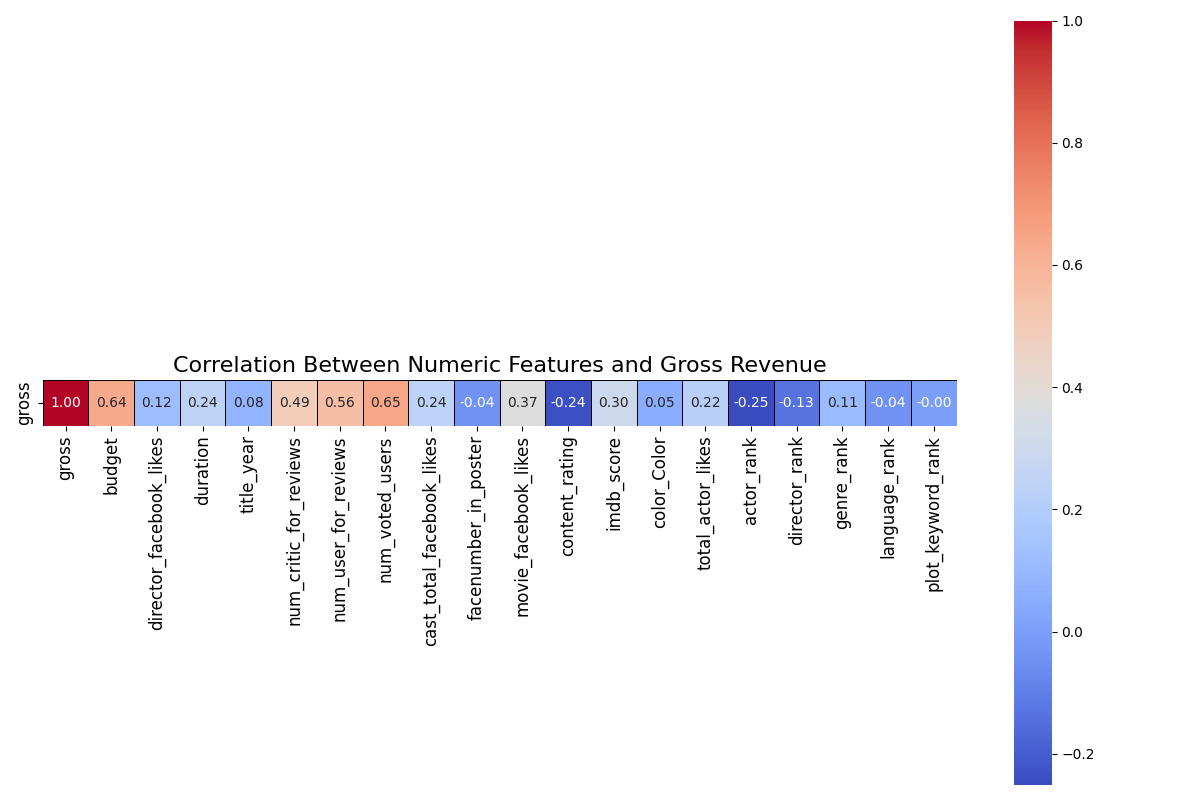 Correlation Between Numeric Features and Gross Revenue
gross
1.00 0.64 0.12 0.24 0.08 0.49 0.56 0.65 0.24 -0.04 0.37 -0.24 0.30 0.05 0.22 -0.25 -0.13 0.11 -0.04 -0.00
gross
budget
director_facebook_likes
duration
title_year
num_critic_for_reviews
num_user_for_reviews
num_voted_users
cast_total_facebook_likes
facenumber_in_poster
movie_facebook_likes
content_rating
imdb_score
color_Color
total_actor_likes
actor_rank
director_rank
genre_rank
language_rank
plot_keyword_rank
1.0
0.8
0.6
0.4
0.2
0.0
−0.2